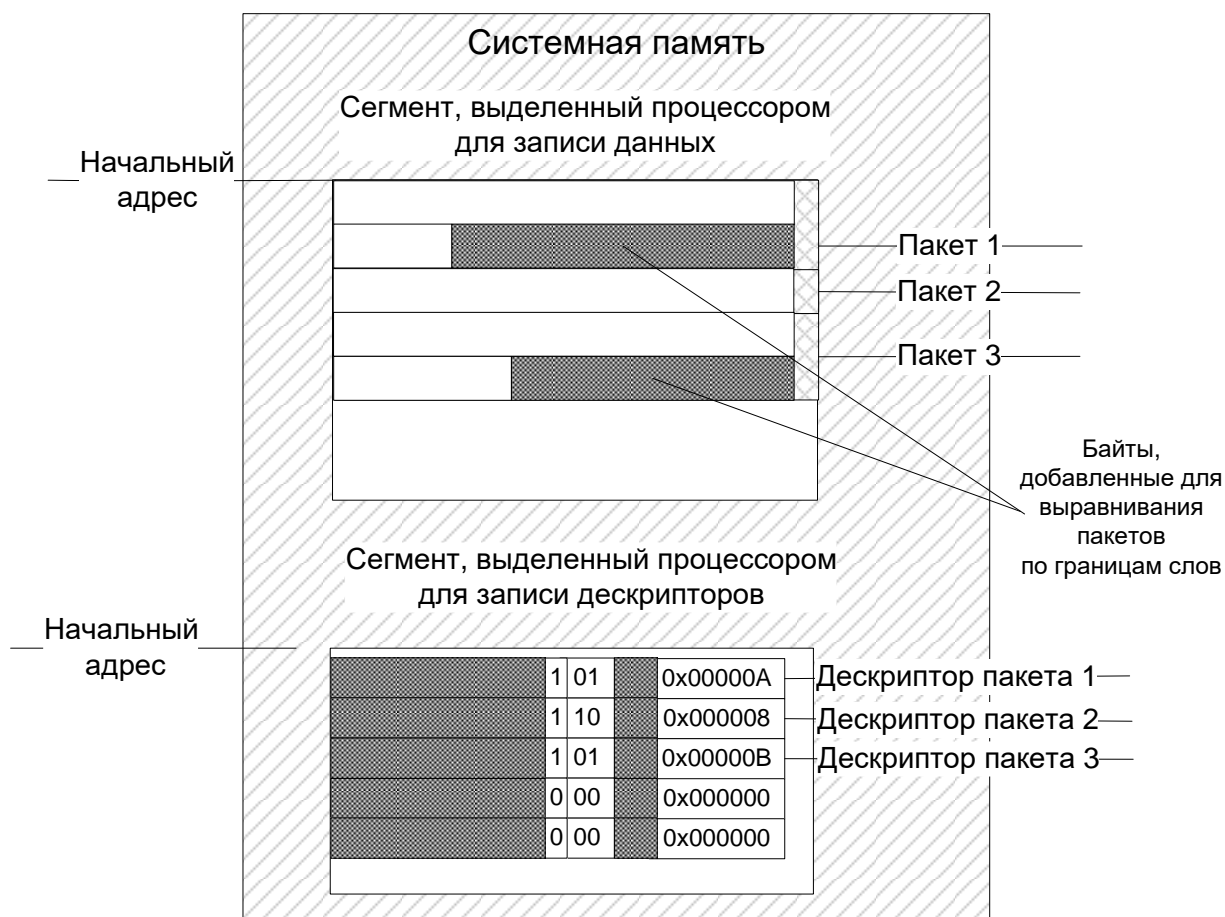 Системная память
Сегмент, выделенный процессором
для записи данных
Начальный
адрес
Пакет 1
Пакет 2
Пакет 3
Байты,
добавленные для
выравнивания
пакетов
по границам слов
Сегмент, выделенный процессором
для записи дескрипторов
Начальный
адрес
1 01 0x00000A Дескриптор пакета 1
1 10 0x000008 Дескриптор пакета 2
1 01 0x00000B Дескриптор пакета 3
0 00 0x000000
0 00 0x000000